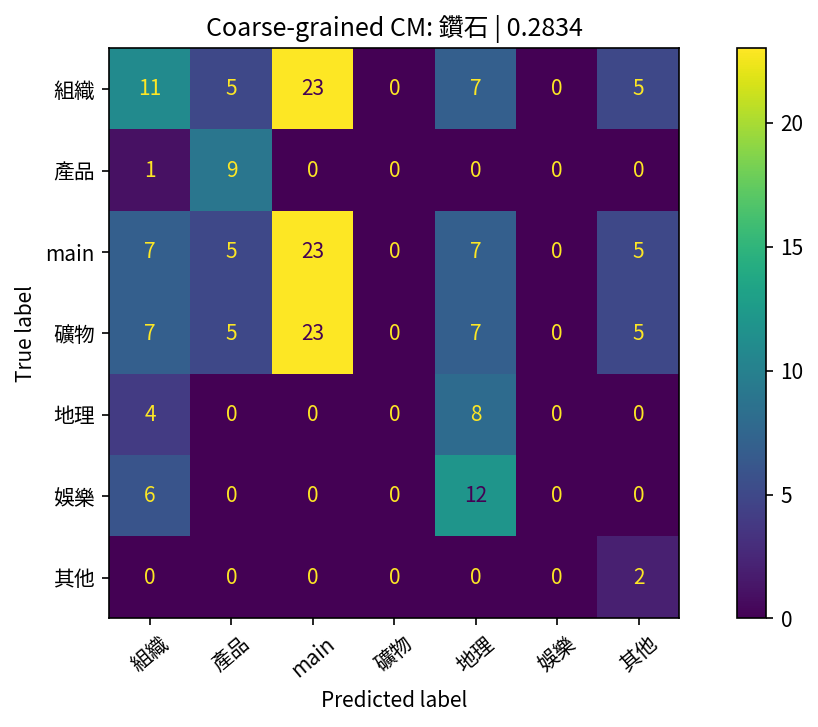 Coarse-grained CM: 鑽石 | 0.2834
組織 11 5 23 0 7 0 5
產品 1 9 0 0 0 0 0
main 7 5 23 0 7 0 5
礦物 7 5 23 0 7 0 5
地理 4 0 0 0 8 0 0
娛樂 6 0 0 0 12 0 0
其他 0 0 0 0 0 0 2
組織 產品 main 礦物 地理 娛樂 其他
Predicted label
True label
20
15
10
5
0